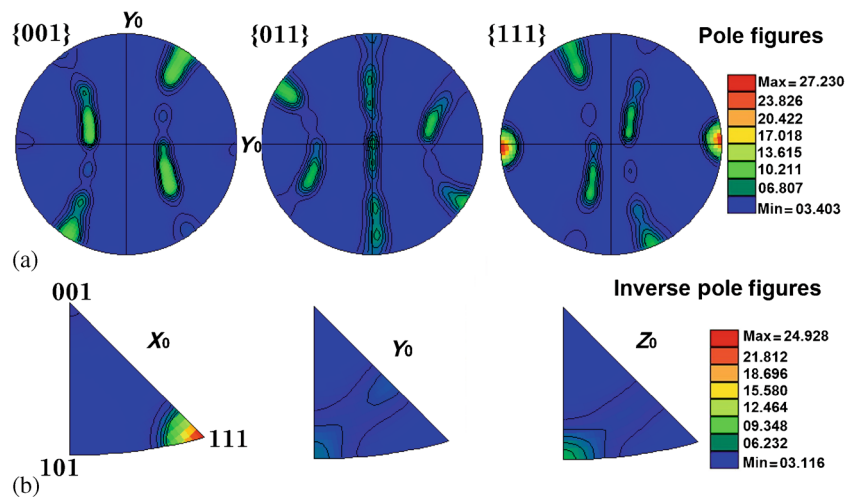 (a)
{001}
Y0
{011}
Y0
{111}
Pole figures
Max=27.230
23.826
20.422
17.018
13.615
10.211
06.807
Min=03.403
(b)
001
X0
101
111
Y0
Z0
Inverse pole figures
Max=24.928
21.812
18.696
15.580
12.464
09.348
06.232
Min=03.116